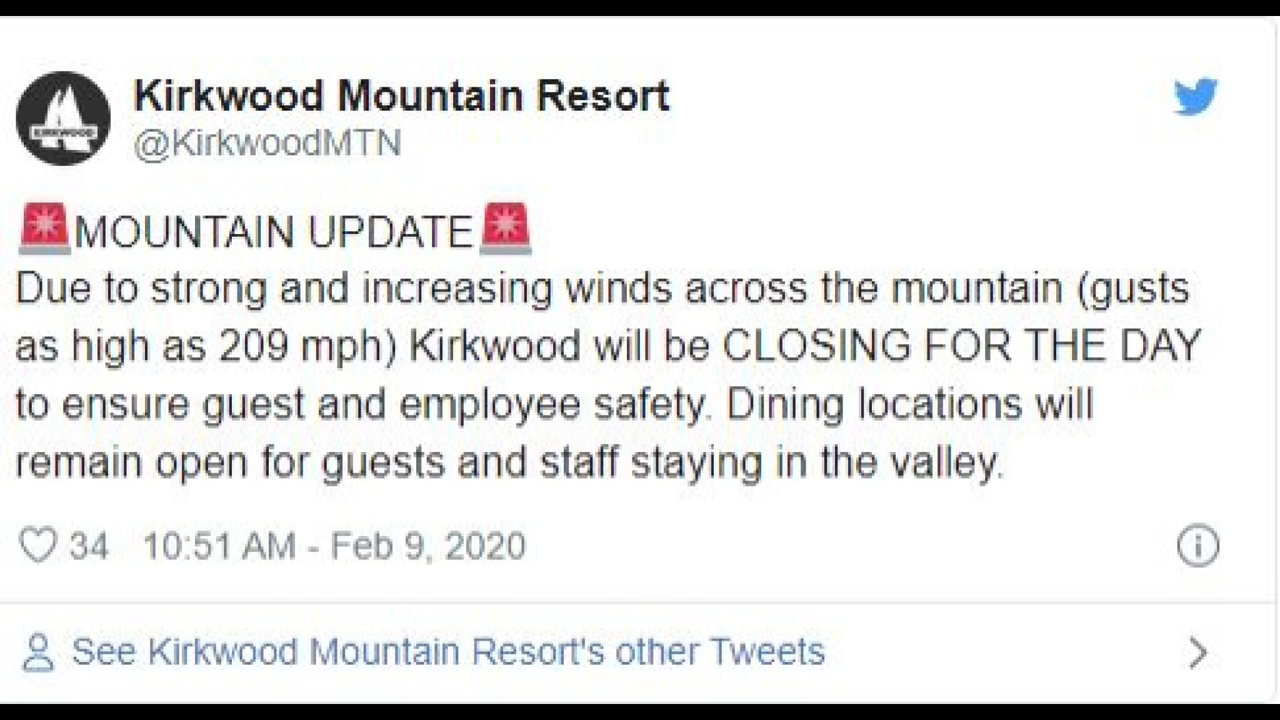 KIRKWOOD
Kirkwood Mountain Resort
@KirkwoodMTN
🚨MOUNTAIN UPDATE🚨
Due to strong and increasing winds across the mountain (gusts
as high as 209 mph) Kirkwood will be CLOSING FOR THE DAY
to ensure guest and employee safety. Dining locations will
remain open for guests and staff staying in the valley.
34 10:51 AM - Feb 9, 2020
See Kirkwood Mountain Resort's other Tweets